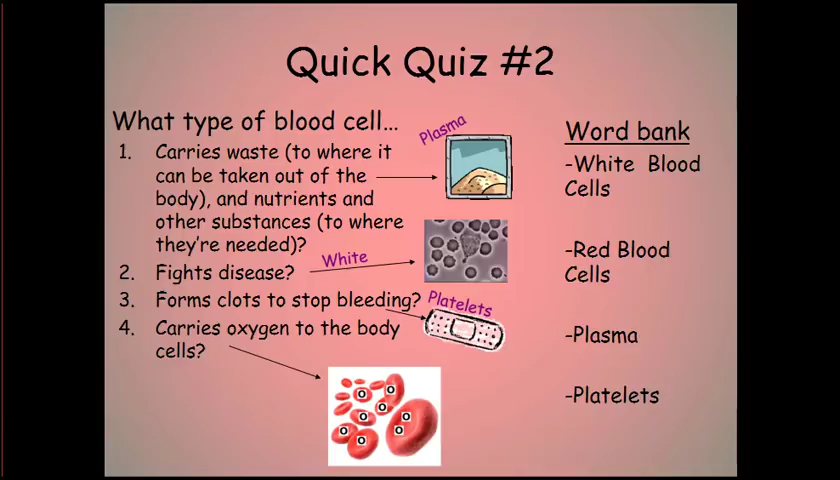 Quick Quiz #2
What type of blood cell...
1. Carries waste (to where it
can be taken out of the
body), and nutrients and
other substances (to where
they're needed)?
2. Fights disease?
3. Forms clots to stop bleeding?
4. Carries oxygen to the body
cells?
Plasma
White
Platelets
O
O
O
O
O
O
O
O
Word bank
-White Blood
Cells
-Red Blood
Cells
-Plasma
-Platelets